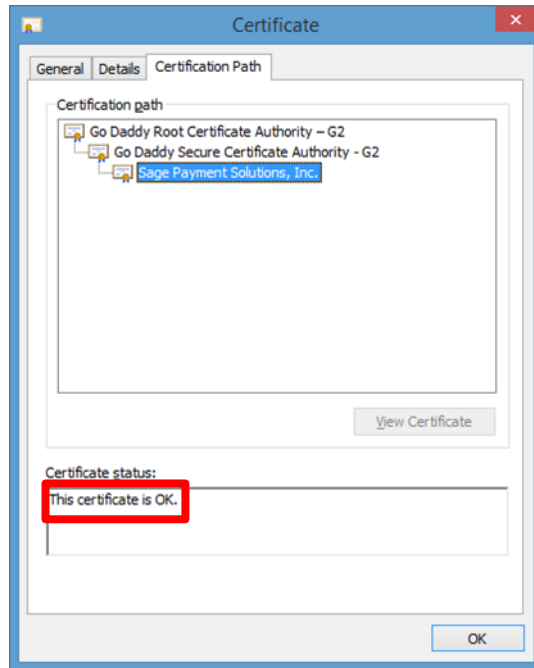 Certificate
General
Details
Certification Path
Certification path
Go Daddy Root Certificate Authority – G2
Go Daddy Secure Certificate Authority - G2
Sage Payment Solutions, Inc.
View Certificate
Certificate status:
This certificate is OK.
OK